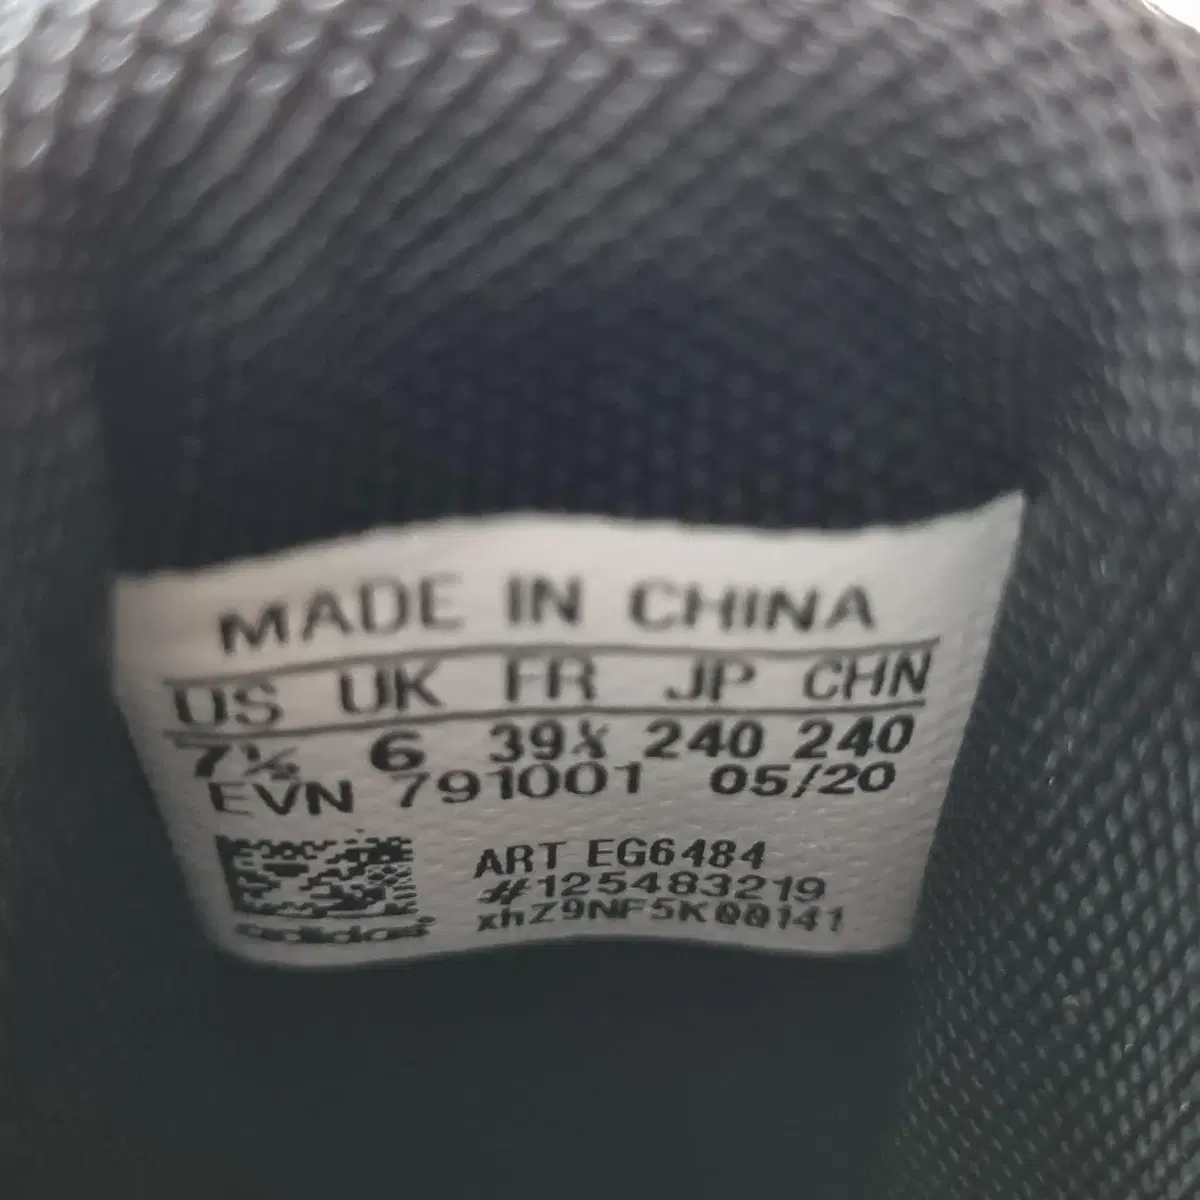 MADE IN CHINA
US UK FR JP CHN
7½ 6 39⅓ 240 240
EVN 791001 05/20
ART EG6484
#125483219
xhZ9NF5K00141
adidas